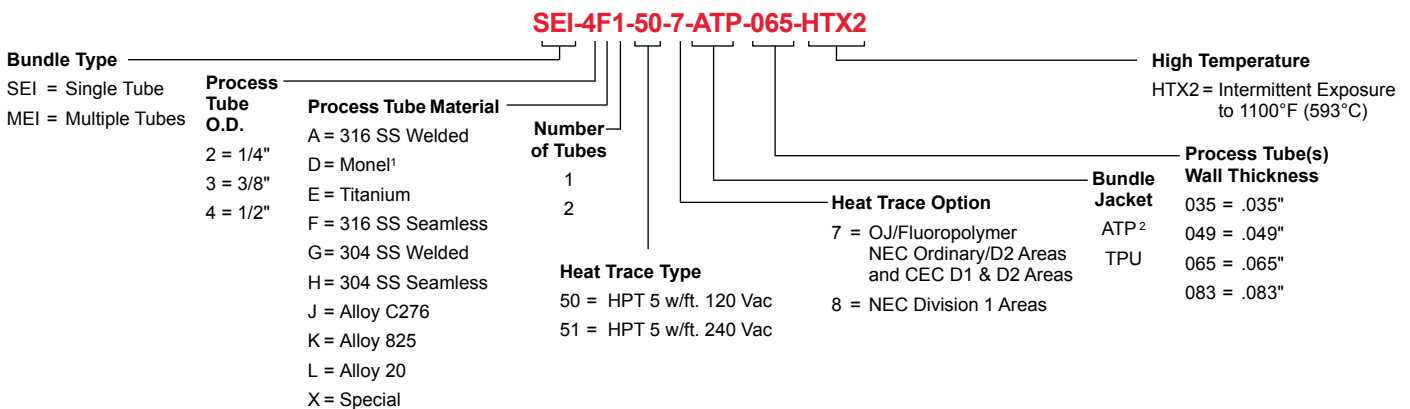 SEI-4F1-50-7-ATP-065-HTX2
Bundle Type
SEI = Single Tube
MEI = Multiple Tubes
Process
Tube
O.D.
2 = 1/4"
3 = 3/8"
4 = 1/2"
Process Tube Material
A = 316 SS Welded
D = Monel¹
E = Titanium
F = 316 SS Seamless
G= 304 SS Welded
H = 304 SS Seamless
J = Alloy C276
K = Alloy 825
L = Alloy 20
X = Special
Number
of Tubes
1
2
Heat Trace Type
50 = HPT 5 w/ft. 120 Vac
51 = HPT 5 w/ft. 240 Vac
Heat Trace Option
7 = OJ/Fluoropolymer
NEC Ordinary/D2 Areas
and CEC D1 & D2 Areas
8 = NEC Division 1 Areas
Bundle
Jacket
ATP ²
TPU
Process Tube(s)
Wall Thickness
035 = .035"
049 = .049"
065 = .065"
083 = .083"
High Temperature
HTX2 = Intermittent Exposure
to 1100°F (593°C)